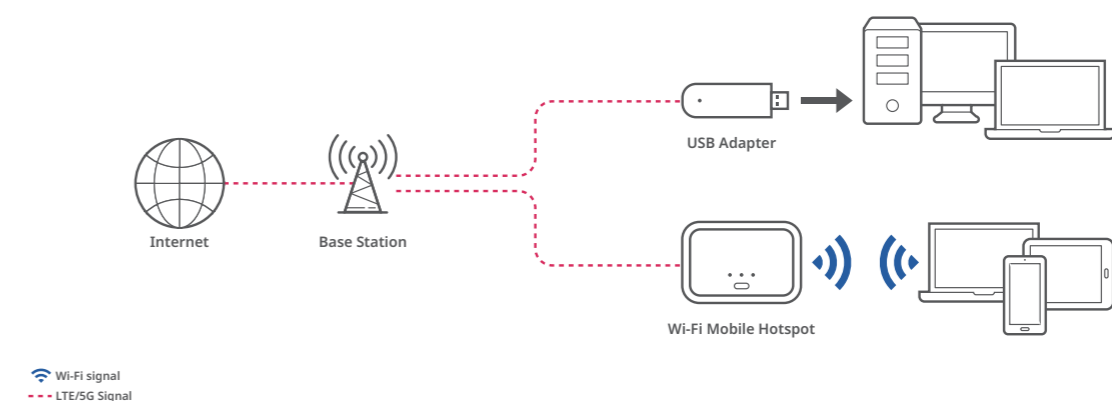 USB Adapter
Internet
Base Station
Wi-Fi Mobile Hotspot
Wi-Fi signal
LTE/5G Signal